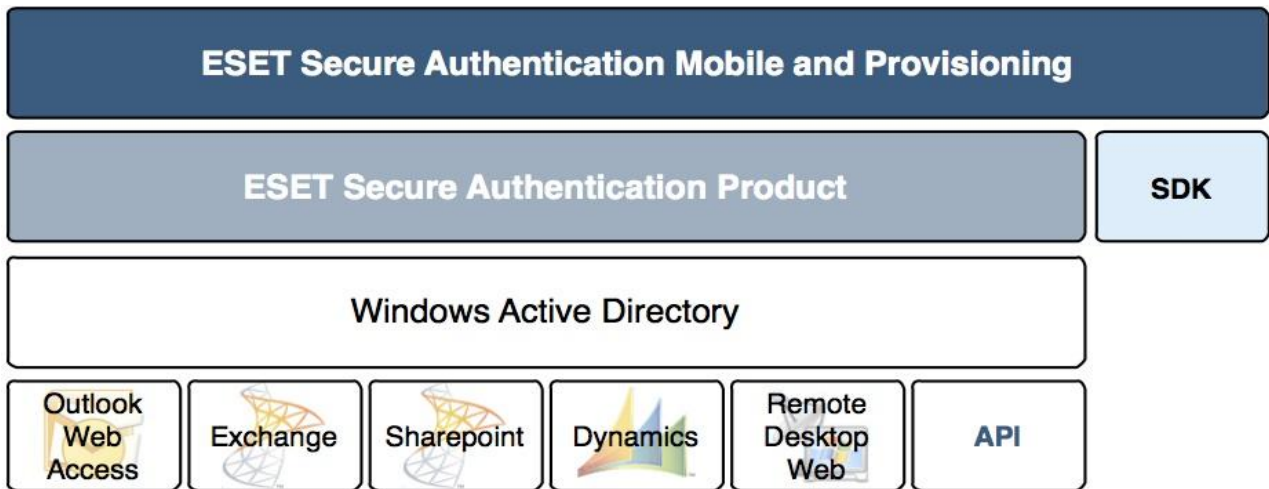 ESET Secure Authentication Mobile and Provisioning
ESET Secure Authentication Product
SDK
Windows Active Directory
Outlook
Web
Access
Exchange
Sharepoint
Dynamics
Remote
Desktop
Web
API